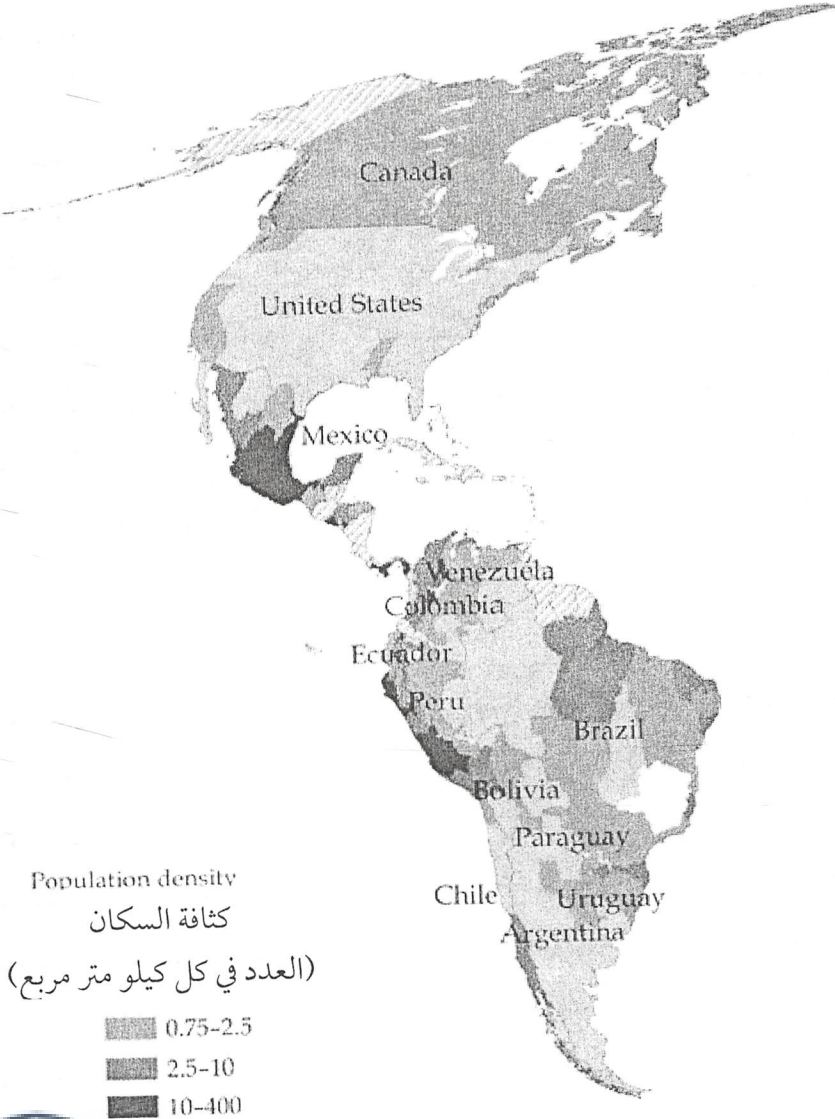 Canada
United States
Mexico
Venezuela
Colombia
Ecuador
Peru
Brazil
Bolivia
Paraguay
Chile
Uruguay
Argentina
Population density
كثافة السكان
(العدد في كل كيلو متر مربع)
0.75–2.5
2.5–10
10–400